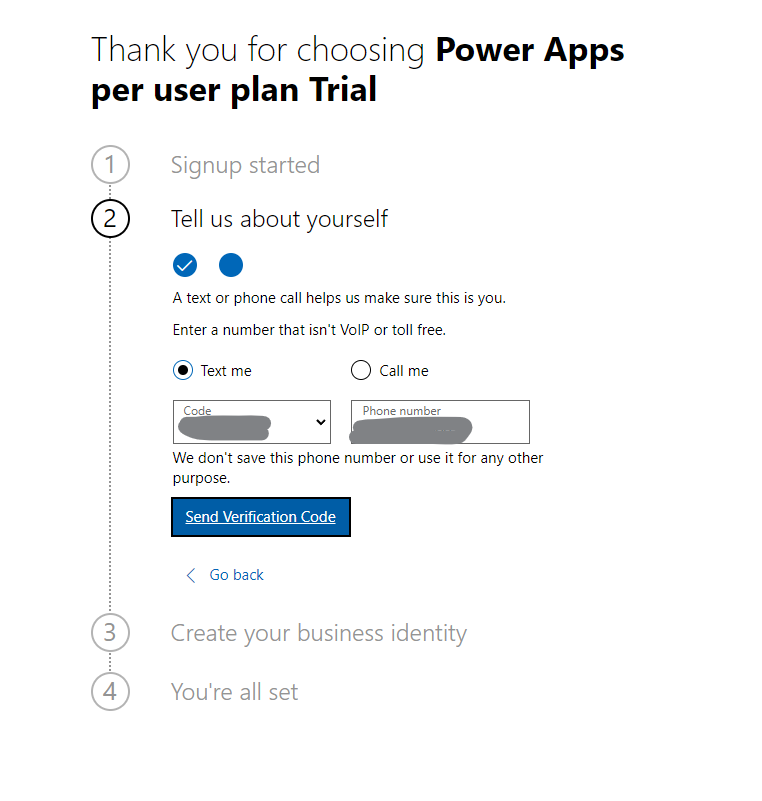 Thank you for choosing Power Apps
per user plan Trial
1 Signup started
2 Tell us about yourself
A text or phone call helps us make sure this is you.
Enter a number that isn't VoIP or toll free.
Text me Call me
Code Phone number
We don't save this phone number or use it for any other
purpose.
Send Verification Code
Go back
3 Create your business identity
4 You're all set